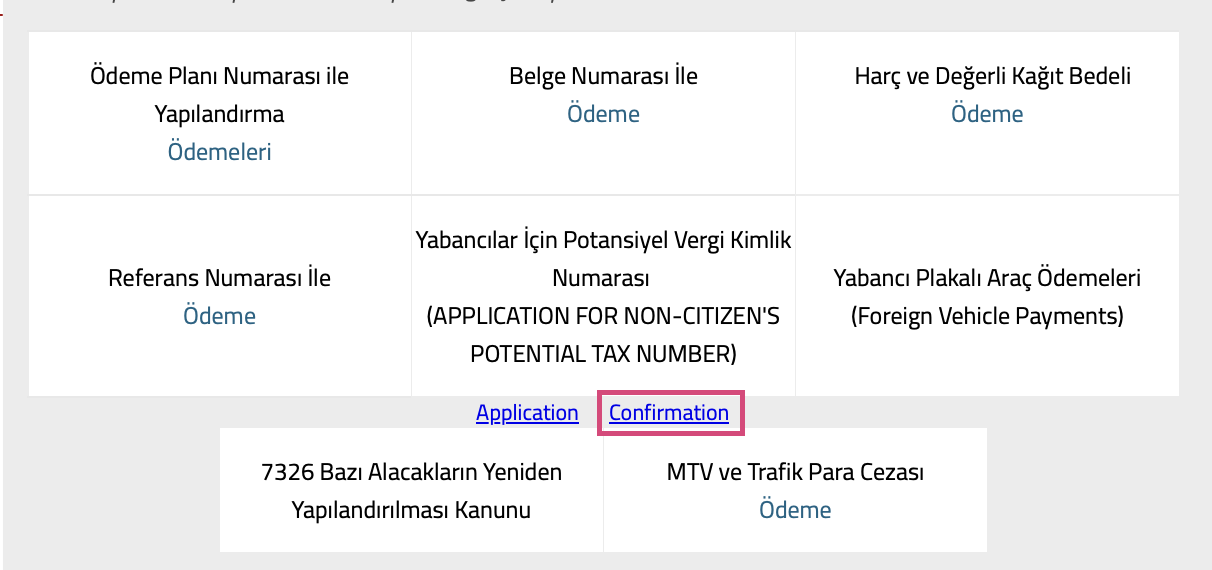 Ödeme Planı Numarası ile
Yapılandırma
Ödemeleri
Belge Numarası İle
Ödeme
Harç ve Değerli Kağıt Bedeli
Ödeme
Referans Numarası İle
Ödeme
Yabancılar İçin Potansiyel Vergi Kimlik
Numarası
(APPLICATION FOR NON-CITIZEN'S
POTENTIAL TAX NUMBER)
Yabancı Plakalı Araç Ödemeleri
(Foreign Vehicle Payments)
Application Confirmation
7326 Bazı Alacakların Yeniden
Yapılandırılması Kanunu
MTV ve Trafik Para Cezası
Ödeme